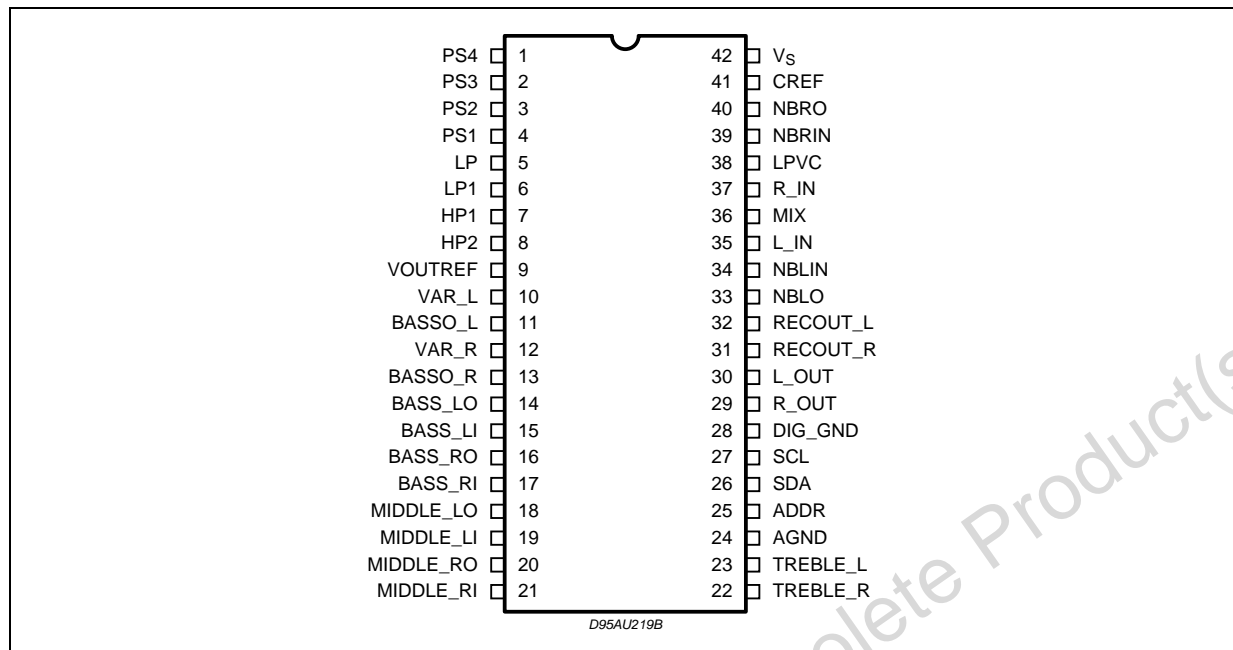 PS4 1 42 VS
PS3 2 41 CREF
PS2 3 40 NBRO
PS1 4 39 NBRIN
LP 5 38 LPVC
LP1 6 37 R_IN
HP1 7 36 MIX
HP2 8 35 L_IN
VOUTREF 9 34 NBLIN
VAR_L 10 33 NBLO
BASSO_L 11 32 RECOUT_L
VAR_R 12 31 RECOUT_R
BASSO_R 13 30 L_OUT
BASS_LO 14 29 R_OUT
BASS_LI 15 28 DIG_GND
BASS_RO 16 27 SCL
BASS_RI 17 26 SDA
MIDDLE_LO 18 25 ADDR
MIDDLE_LI 19 24 AGND
MIDDLE_RO 20 23 TREBLE_L
MIDDLE_RI 21 22 TREBLE_R
D95AU219B